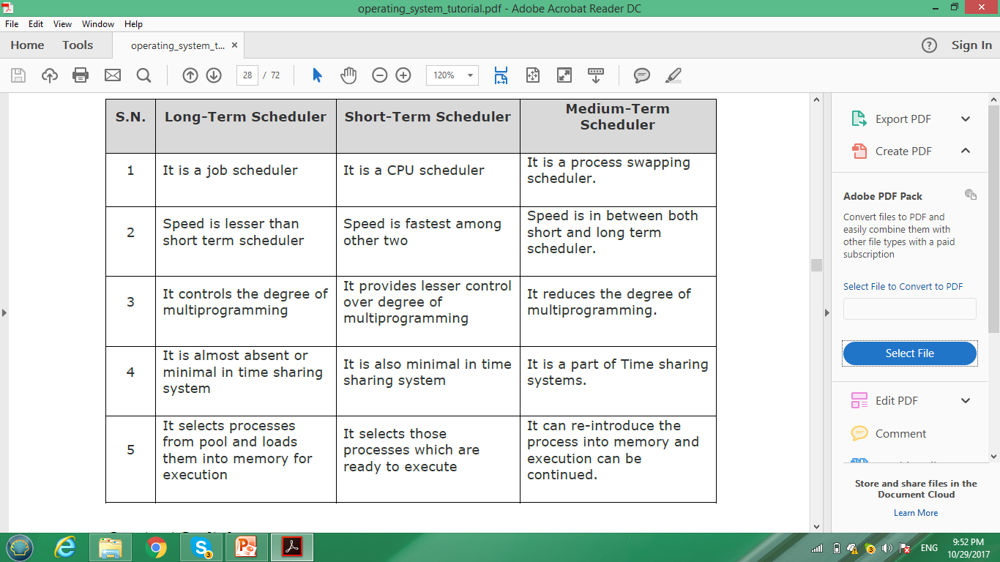 operating_system_tutorial.pdf - Adobe Acrobat Reader DC
File Edit View Window Help
Home Tools operating_system_t... × Sign In
28 / 72 120%
S.N. Long-Term Scheduler Short-Term Scheduler Medium-Term
Scheduler
1 It is a job scheduler It is a CPU scheduler It is a process swapping
scheduler.
2 Speed is lesser than
short term scheduler
Speed is fastest among
other two
Speed is in between both
short and long term
scheduler.
3 It controls the degree of
multiprogramming
It provides lesser control
over degree of
multiprogramming
It reduces the degree of
multiprogramming.
4 It is almost absent or
minimal in time sharing
system
It is also minimal in time
sharing system
It is a part of Time sharing
systems.
5 It selects processes
from pool and loads
them into memory for
execution
It selects those
processes which are
ready to execute
It can re-introduce the
process into memory and
execution can be
continued.
Export PDF
Create PDF
Adobe PDF Pack
Convert files to PDF and
easily combine them with
other file types with a paid
subscription
Select File to Convert to PDF
Select File
Edit PDF
Comment
Store and share files in the
Document Cloud
Learn More
3
3
ENG
9:52 PM
10/29/2017